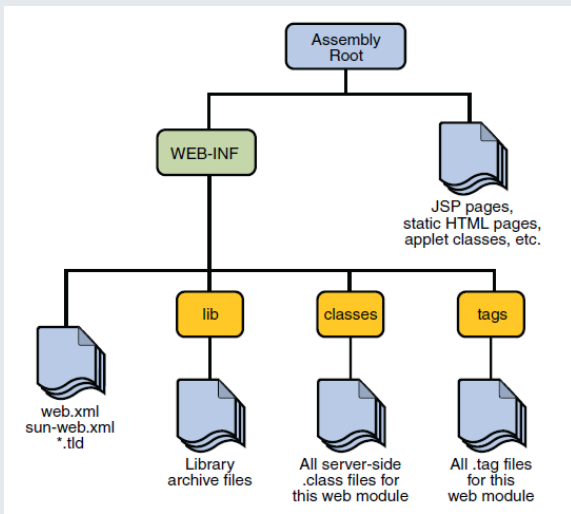 Assembly
Root
WEB-INF
JSP pages,
static HTML pages,
applet classes, etc.
lib
classes
tags
web.xml
sun-web.xml
*.tld
Library
archive files
All server-side
.class files for
this web module
All .tag files
for this
web module